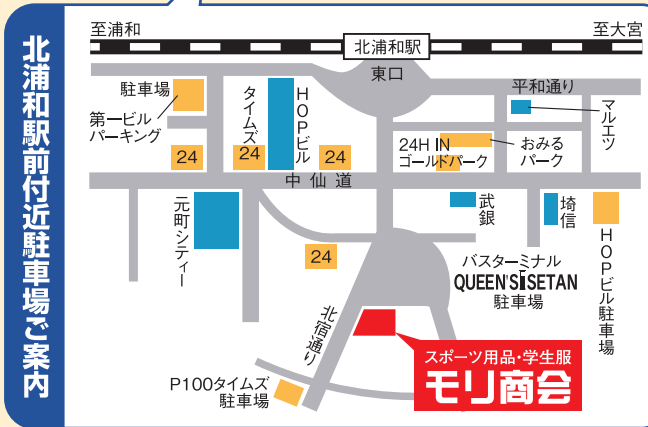 北浦和駅前付近駐車場ご案内
至浦和
北浦和駅
至大宮
東口
駐車場
第一ビル
パーキング
タイムズ
HOPビル
平和通り
マルエツ
24
24
24
24H IN
ゴールドパーク
おみる
パーク
中仙道
元町シティー
武銀
埼信
HOPビル駐車場
24
バスターミナル
QUEEN'S ISETAN
駐車場
北宿通り
スポーツ用品・学生服
モリ商会
P100タイムズ
駐車場